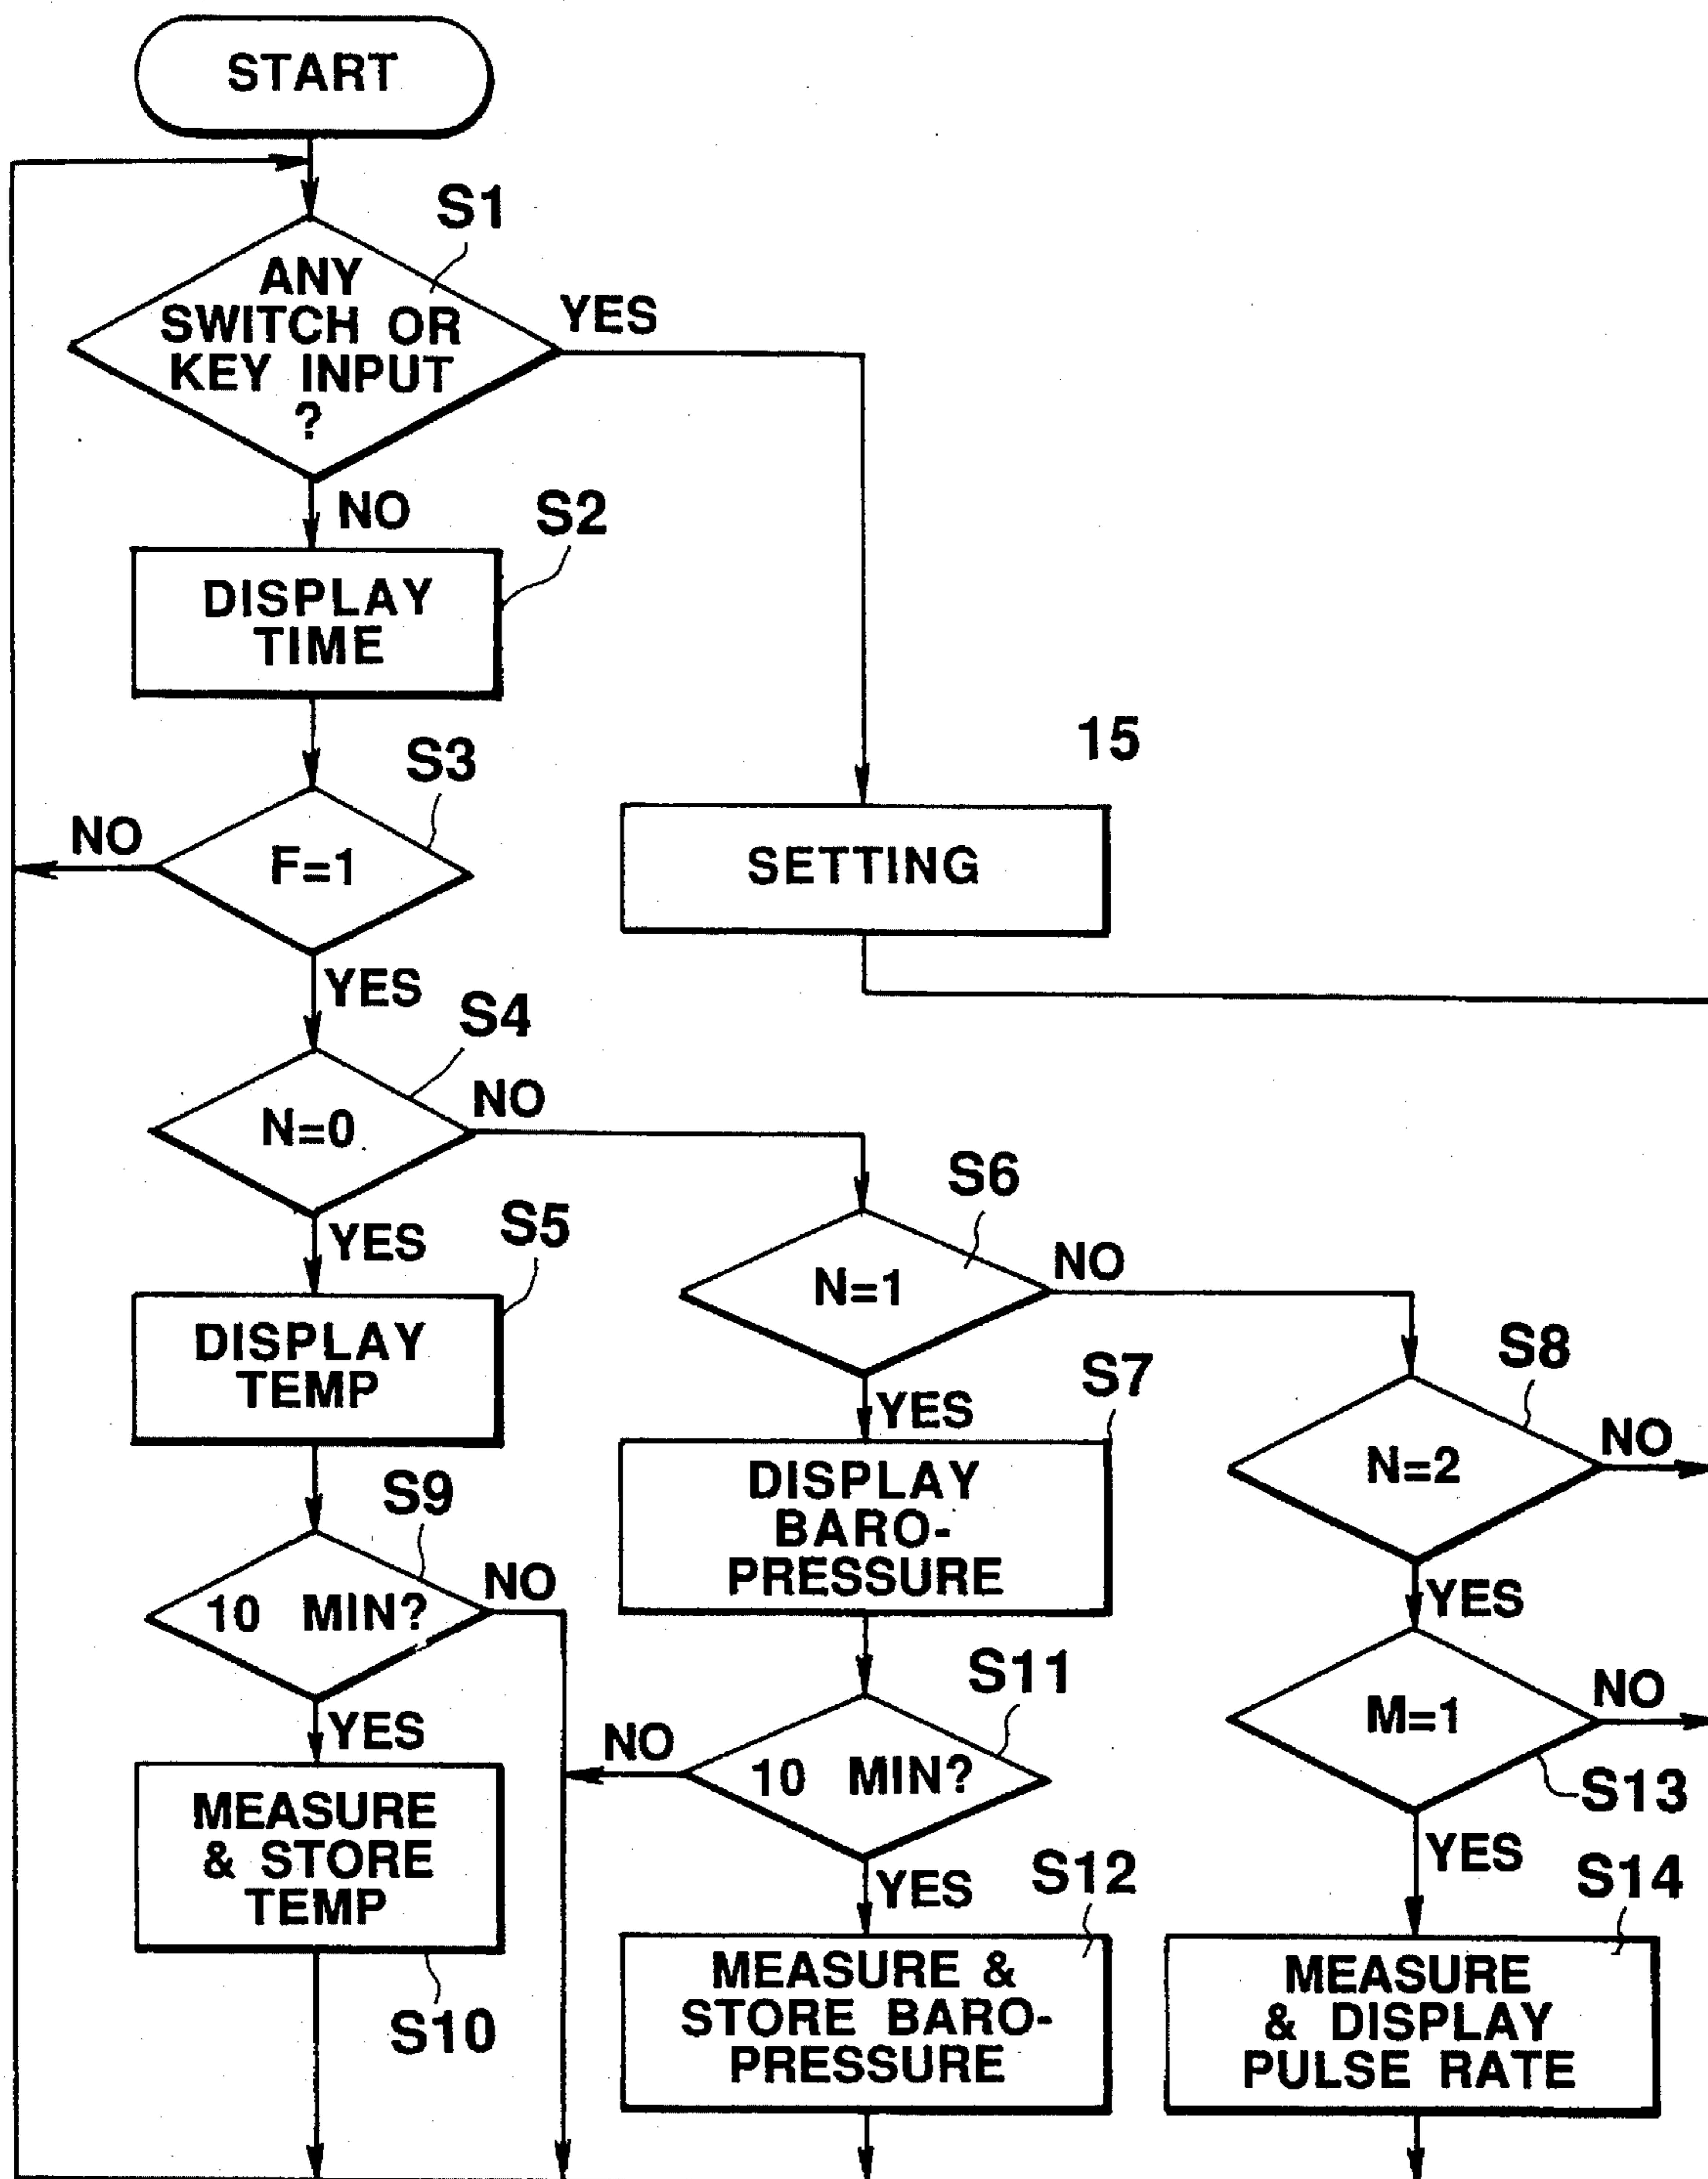 START
S1
ANY
SWITCH OR
KEY INPUT
?
YES
NO
S2
DISPLAY
TIME
S3
NO
F=1
YES
15
SETTING
S4
N=0
NO
YES
S5
DISPLAY
TEMP
S6
N=1
NO
YES
S7
DISPLAY
BARO-
PRESSURE
S8
N=2
NO
YES
S9
10 MIN?
NO
YES
MEASURE
& STORE
TEMP
S10
S11
NO
10 MIN?
YES
S12
MEASURE &
STORE BARO-
PRESSURE
M=1
NO
S13
YES
S14
MEASURE
& DISPLAY
PULSE RATE